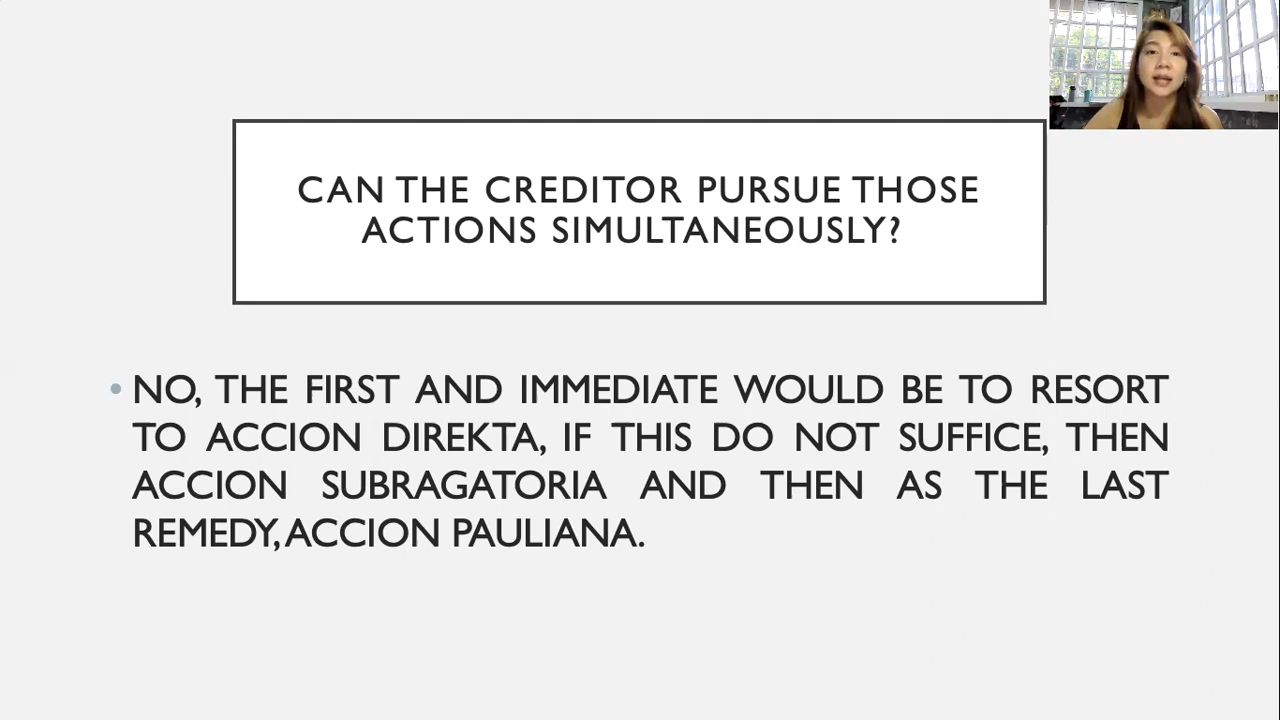 CAN THE CREDITOR PURSUE THOSE
ACTIONS SIMULTANEOUSLY?
• NO, THE FIRST AND IMMEDIATE WOULD BE TO RESORT
TO ACCION DIREKTA, IF THIS DO NOT SUFFICE, THEN
ACCION SUBRAGATORIA AND THEN AS THE LAST
REMEDY, ACCION PAULIANA.